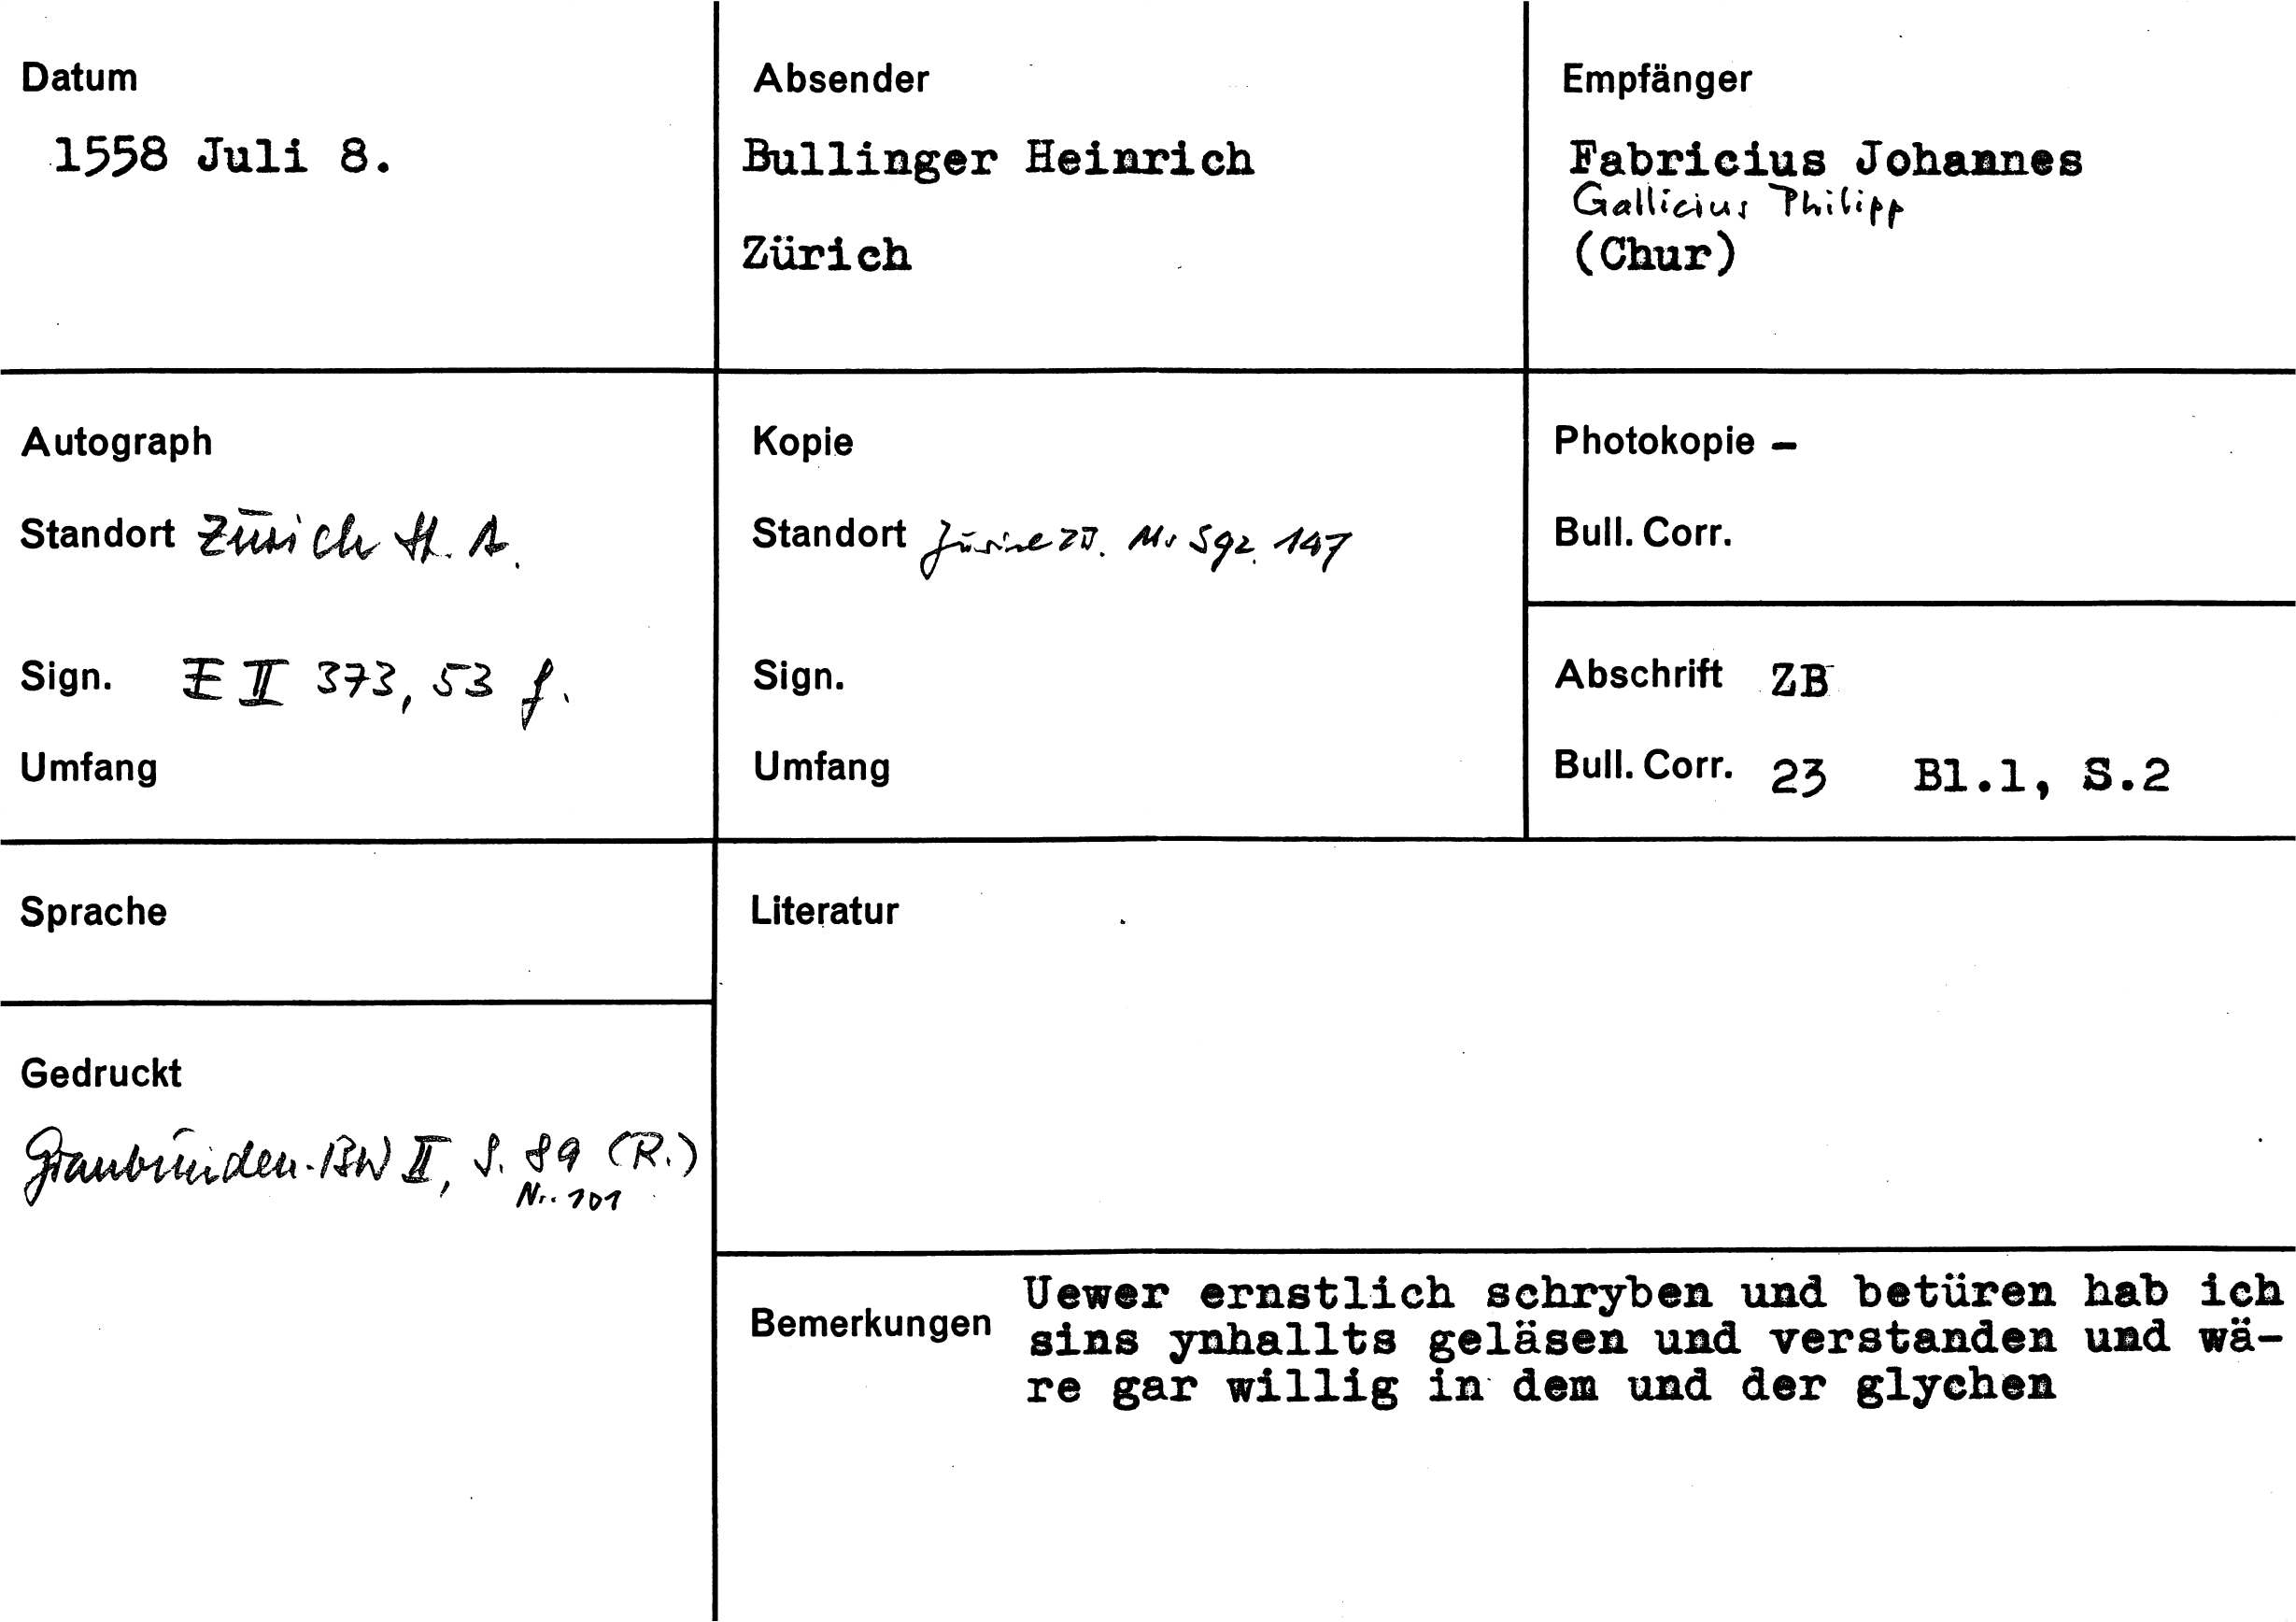 Datum
1558 Juli 8.
Absender
Bullinger Heinrich
Zürich
Empfänger
Fabricius Johannes
Gallicius Philipp
(Chur)
Autograph
Standort Zürich St. A.
Sign. E II 373, 53 f.
Umfang
Kopie
Standort Zürich ZB. Ms S 92. 147
Sign.
Umfang
Photokopie –
Bull. Corr.
Abschrift ZB
Bull. Corr. 23 Bl.1, S.2
Sprache
Literatur
Gedruckt
Graubünden-BW II, S. 89 (R.)
Nr. 101
Bemerkungen
Uewer ernstlich schryben und betüren hab ich
sins ynhallts geläsen und verstanden und wä-
re gar willig in dem und der glychen